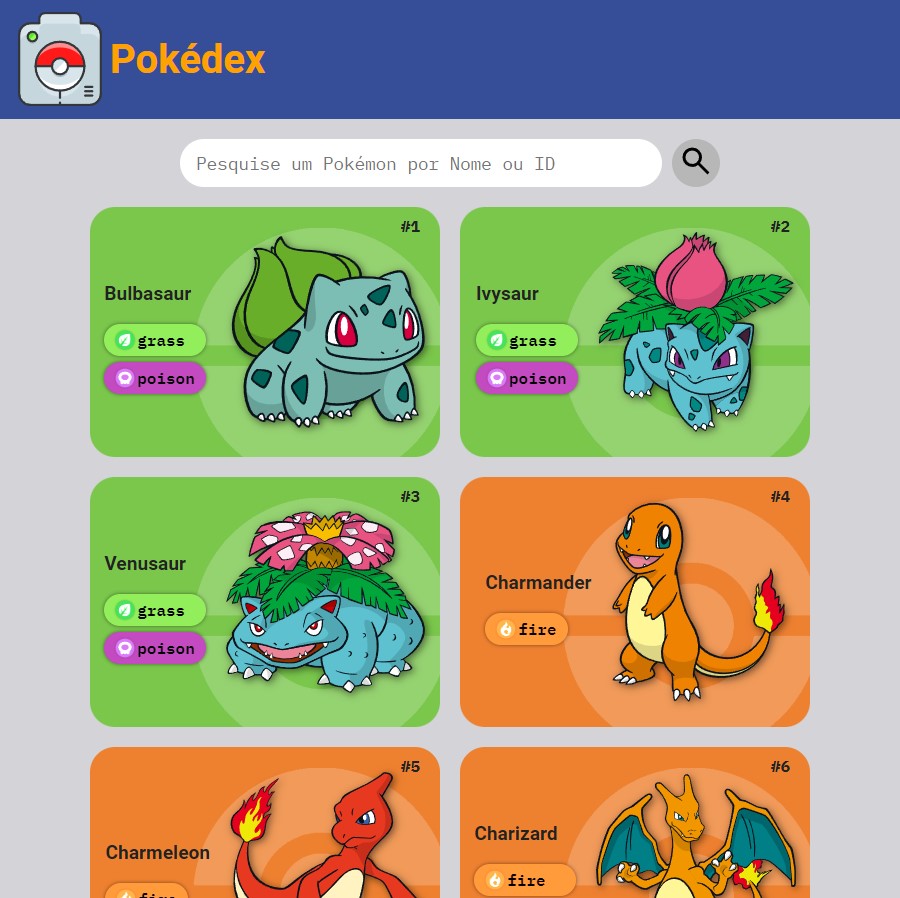 Pokédex
Pesquise um Pokémon por Nome ou ID
#1
Bulbasaur
grass
poison
#2
Ivysaur
grass
poison
#3
Venusaur
grass
poison
#4
Charmander
fire
#5
Charmeleon
fire
#6
Charizard
fire